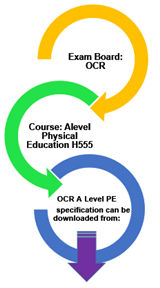 Exam Board:
OCR
Course: Alevel
Physical
Education H555
OCR A Level PE
specification can be
downloaded from: